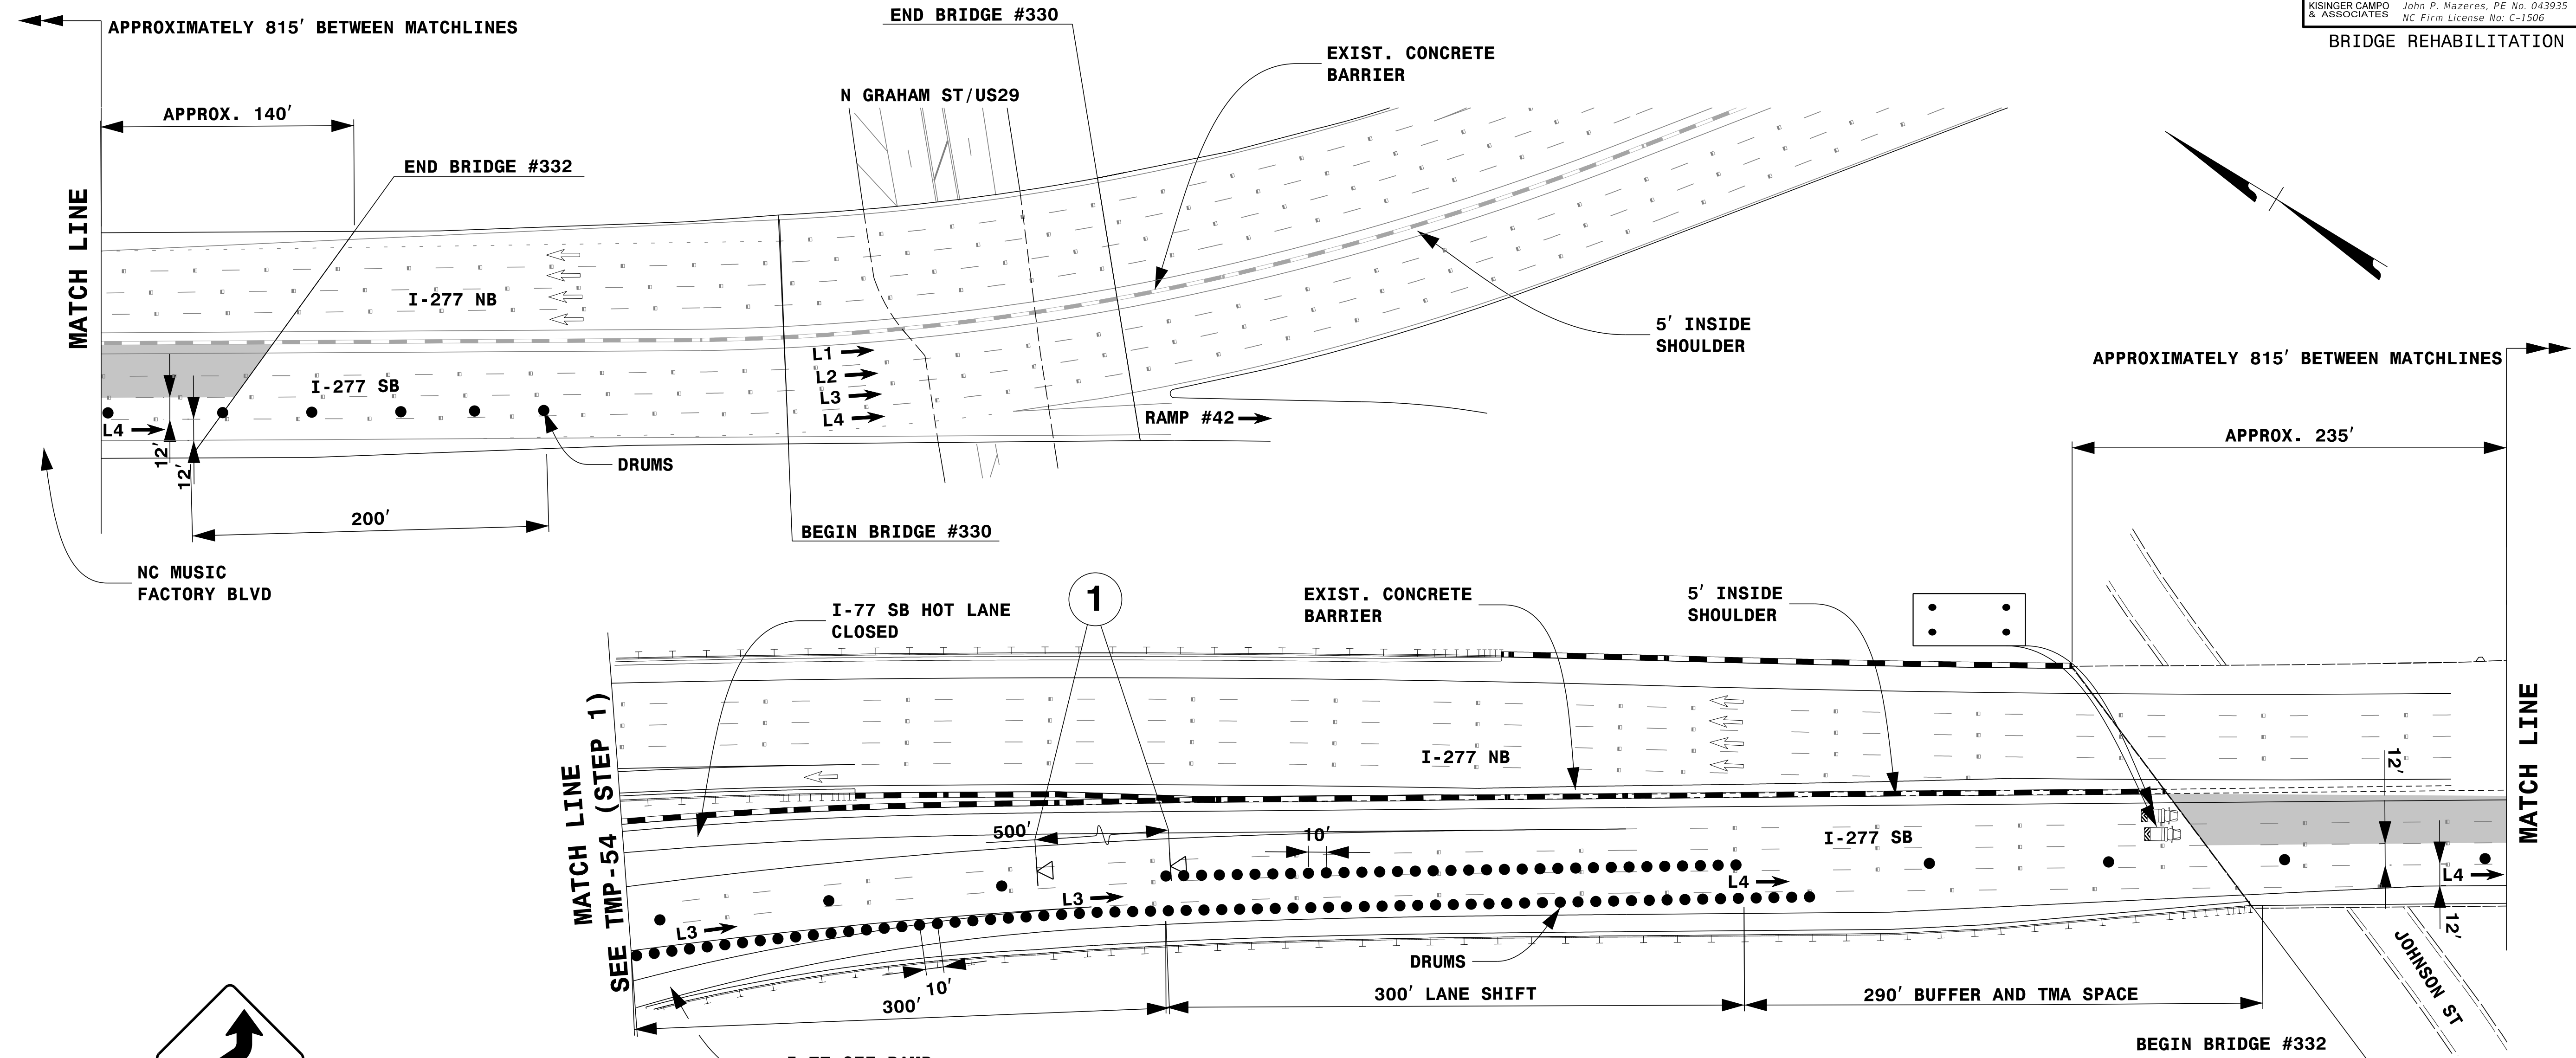 KISINGER CAMPO
& ASSOCIATES
John P. Mazeres, PE No. 043935
NC Firm License No: C-1506
BRIDGE REHABILITATION
APPROXIMATELY 815' BETWEEN MATCHLINES
END BRIDGE #330
EXIST. CONCRETE
BARRIER
N GRAHAM ST/US29
APPROX. 140'
END BRIDGE #332
MATCH LINE
I-277 NB
5' INSIDE
SHOULDER
L1
L2
L3
L4
I-277 SB
L4
RAMP #42
12'
12'
DRUMS
200'
BEGIN BRIDGE #330
NC MUSIC
FACTORY BLVD
APPROXIMATELY 815' BETWEEN MATCHLINES
APPROX. 235'
1
I-77 SB HOT LANE
CLOSED
EXIST. CONCRETE
BARRIER
5' INSIDE
SHOULDER
MATCH LINE
SEE TMP-54 (STEP 1)
I-277 NB
MATCH LINE
12'
500'
10'
I-277 SB
L3
L3
L4
L4
12'
DRUMS
10'
300'
300' LANE SHIFT
290' BUFFER AND TMA SPACE
JOHNSON ST
BEGIN BRIDGE #332